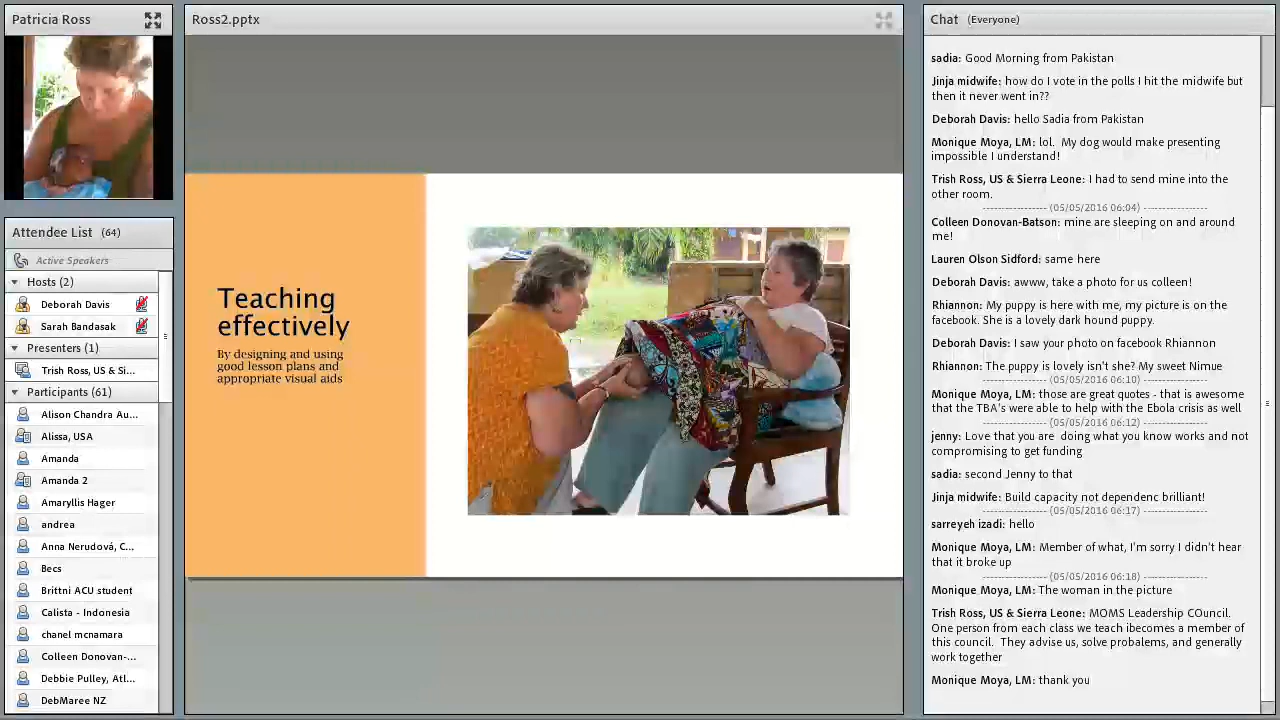 Patricia Ross
Attendee List (64)
Active Speakers
Hosts (2)
Deborah Davis
Sarah Bandasak
Presenters (1)
Trish Ross, US & Si...
Participants (61)
Alison Chandra Au...
Alissa, USA
Amanda
Amanda 2
Amaryllis Hager
andrea
Anna Nerudová, C...
Becs
Brittni ACU student
Calista - Indonesia
chanel mcnamara
Colleen Donovan-...
Debbie Pulley, Atl...
DebMaree NZ
Ross2.pptx
Teaching
effectively
By designing and using
good lesson plans and
appropriate visual aids
Chat (Everyone)
sadia: Good Morning from Pakistan
Jinja midwife: how do I vote in the polls I hit the midwife but
then it never went in??
Deborah Davis: hello Sadia from Pakistan
Monique Moya, LM: lol. My dog would make presenting
impossible I understand!
Trish Ross, US & Sierra Leone: I had to send mine into the
other room.
------------------ (05/05/2016 06:04) ------------------
Colleen Donovan-Batson: mine are sleeping on and around
me!
Lauren Olson Sidford: same here
Deborah Davis: awww, take a photo for us colleen!
Rhiannon: My puppy is here with me, my picture is on the
facebook. She is a lovely dark hound puppy.
Deborah Davis: I saw your photo on facebook Rhiannon
Rhiannon: The puppy is lovely isn't she? My sweet Nimue
------------------ (05/05/2016 06:10) ------------------
Monique Moya, LM: those are great quotes - that is awesome
that the TBA's were able to help with the Ebola crisis as well
------------------ (05/05/2016 06:12) ------------------
jenny: Love that you are doing what you know works and not
compromising to get funding
sadia: second Jenny to that
Jinja midwife: Build capacity not dependenc brilliant!
------------------ (05/05/2016 06:17) ------------------
sarreyeh izadi: hello
Monique Moya, LM: Member of what, I'm sorry I didn't hear
that it broke up
------------------ (05/05/2016 06:18) ------------------
Monique Moya, LM: The woman in the picture
Trish Ross, US & Sierra Leone: MOMS Leadership COuncil.
One person from each class we teach ibecomes a member of
this council. They advise us, solve probalems, and generally
work together
Monique Moya, LM: thank you